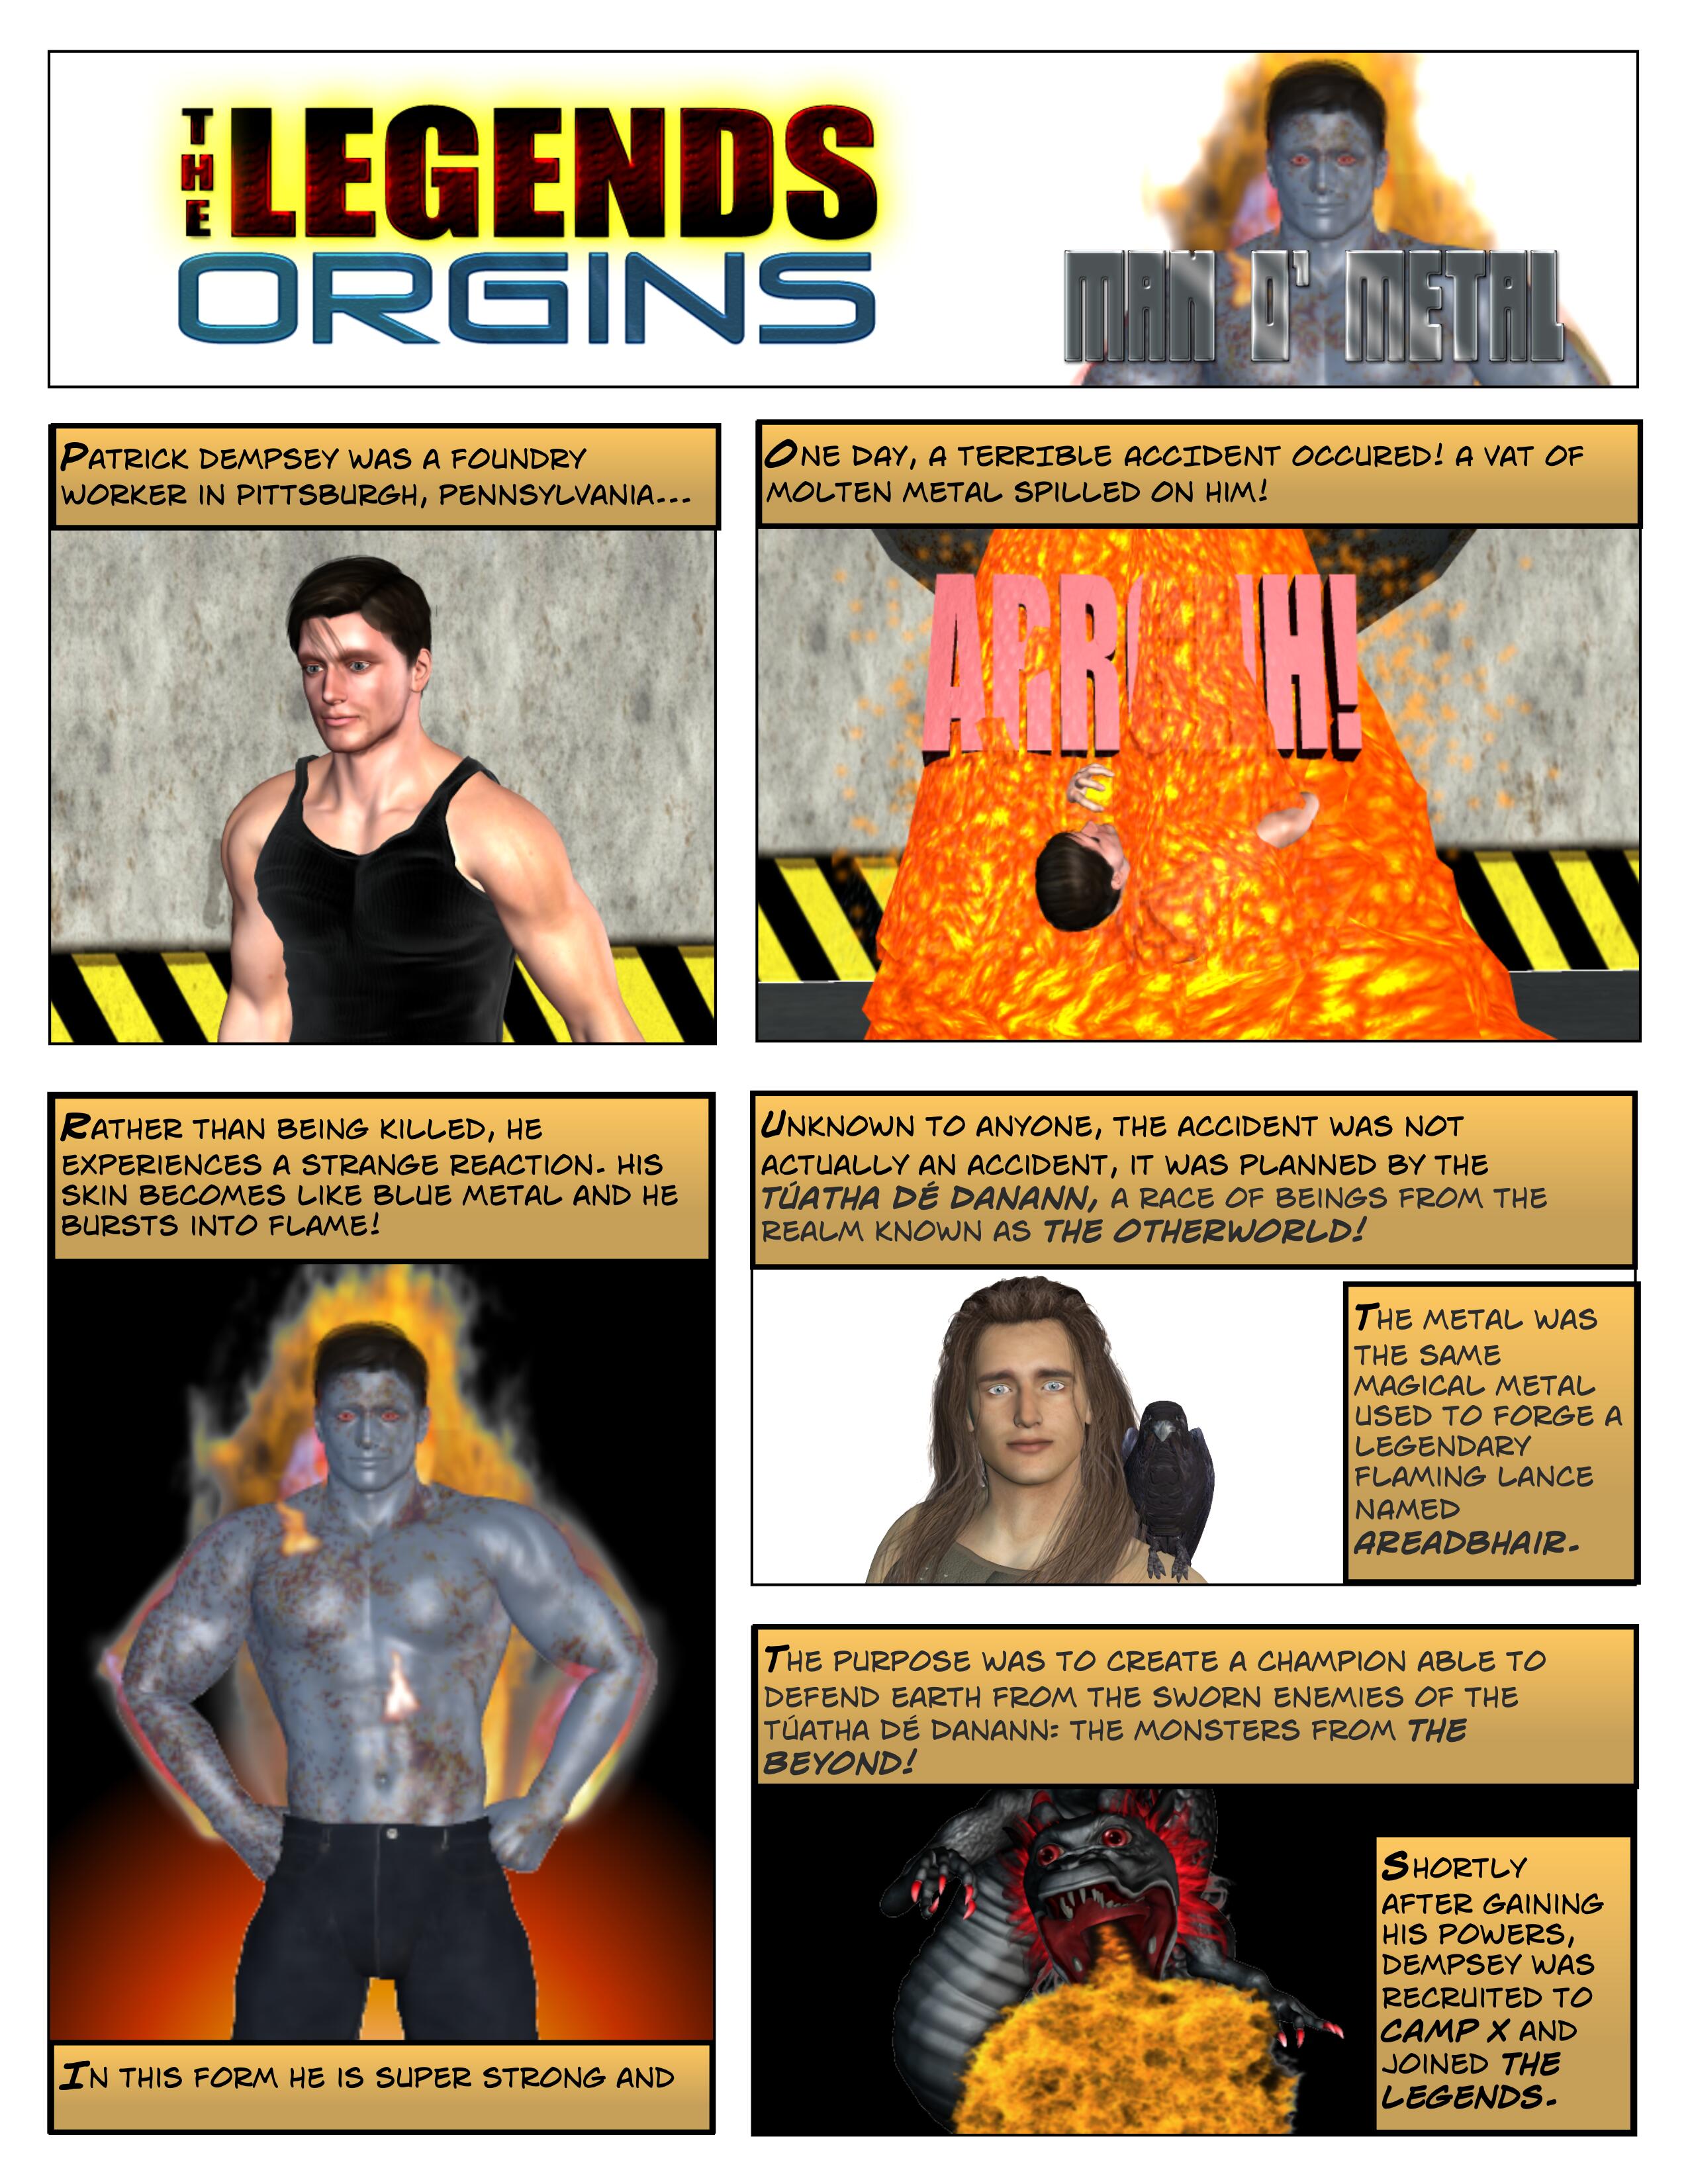 THE LEGENDS
ORGINS
MAN O' METAL
PATRICK DEMPSEY WAS A FOUNDRY
WORKER IN PITTSBURGH, PENNSYLVANIA...
ONE DAY, A TERRIBLE ACCIDENT OCCURED! A VAT OF
MOLTEN METAL SPILLED ON HIM!
RATHER THAN BEING KILLED, HE
EXPERIENCES A STRANGE REACTION. HIS
SKIN BECOMES LIKE BLUE METAL AND HE
BURSTS INTO FLAME!
IN THIS FORM HE IS SUPER STRONG AND
UNKNOWN TO ANYONE, THE ACCIDENT WAS NOT
ACTUALLY AN ACCIDENT, IT WAS PLANNED BY THE
TÚATHA DÉ DANANN, A RACE OF BEINGS FROM THE
REALM KNOWN AS THE OTHERWORLD!
THE METAL WAS
THE SAME
MAGICAL METAL
USED TO FORGE A
LEGENDARY
FLAMING LANCE
NAMED
AREADBHAIR.
THE PURPOSE WAS TO CREATE A CHAMPION ABLE TO
DEFEND EARTH FROM THE SWORN ENEMIES OF THE
TÚATHA DÉ DANANN: THE MONSTERS FROM THE
BEYOND!
SHORTLY
AFTER GAINING
HIS POWERS,
DEMPSEY WAS
RECRUITED TO
CAMP X AND
JOINED THE
LEGENDS.